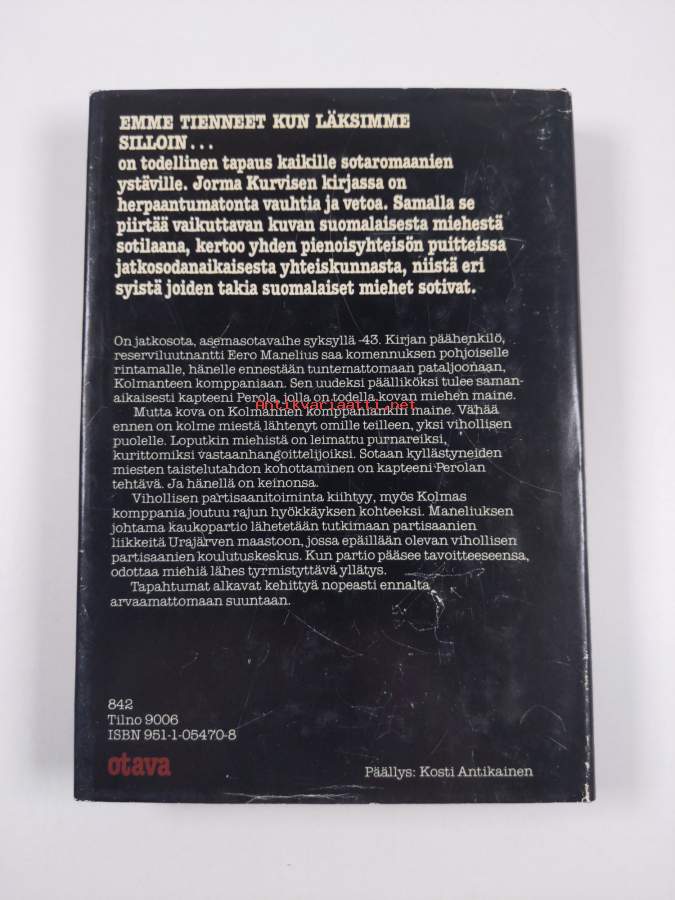 EMME TIENNEET KUN LÄKSIMME
SILLOIN...
on todellinen tapaus kaikille sotaromaanien
ystäville. Jorma Kurvisen kirjassa on
herpaantumatonta vauhtia ja vetoa. Samalla se
piirtää vaikuttavan kuvan suomalaisesta miehestä
sotilaana, kertoo yhden pienoisyhteisön puitteissa
jatkosodanaikaisesta yhteiskunnasta, niistä eri
syistä joiden takia suomalaiset miehet sotivat.
On jatkosota, asemasotavaihe syksyllä -43. Kirjan päähenkilö,
reserviluutnantti Eero Manelius saa komennuksen pohjoiselle
rintamalle, hänelle ennestään tuntemattomaan pataljoonaan,
Kolmanteen komppaniaan. Sen uudeksi päälliköksi tulee saman-
aikaisesti kapteeni Perola, jolla on todella kovan miehen maine.
Antikvariaatti.net
Mutta kova on Kolmannen komppaniankin maine. Vähää
ennen on kolme miestä lähtenyt omille teilleen, yksi vihollisen
puolelle. Loputkin miehistä on leimattu purnareiksi,
kurittomiksi vastaanhangoittelijoiksi. Sotaan kyllästyneiden
miesten taistelutahdon kohottaminen on kapteeni Perolan
tehtävä. Ja hänellä on keinonsa.
Vihollisen partisaanitoiminta kiihtyy, myös Kolmas
komppania joutuu rajun hyökkäyksen kohteeksi. Maneliuksen
johtama kaukopartio lähetetään tutkimaan partisaanien
liikkeitä Urajärven maastoon, jossa epäillään olevan vihollisen
partisaanien koulutuskeskus. Kun partio pääsee tavoitteeseensa,
odottaa miehiä lähes tyrmistyttävä yllätys.
Tapahtumat alkavat kehittyä nopeasti ennalta
arvaamattomaan suuntaan.
842
Tilno 9006
ISBN 951-1-05470-8
otava
Päällys: Kosti Antikainen